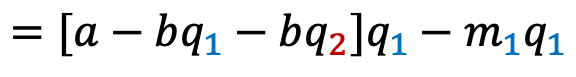 = [a − bq₁ − bq₂]q₁ − m₁q₁